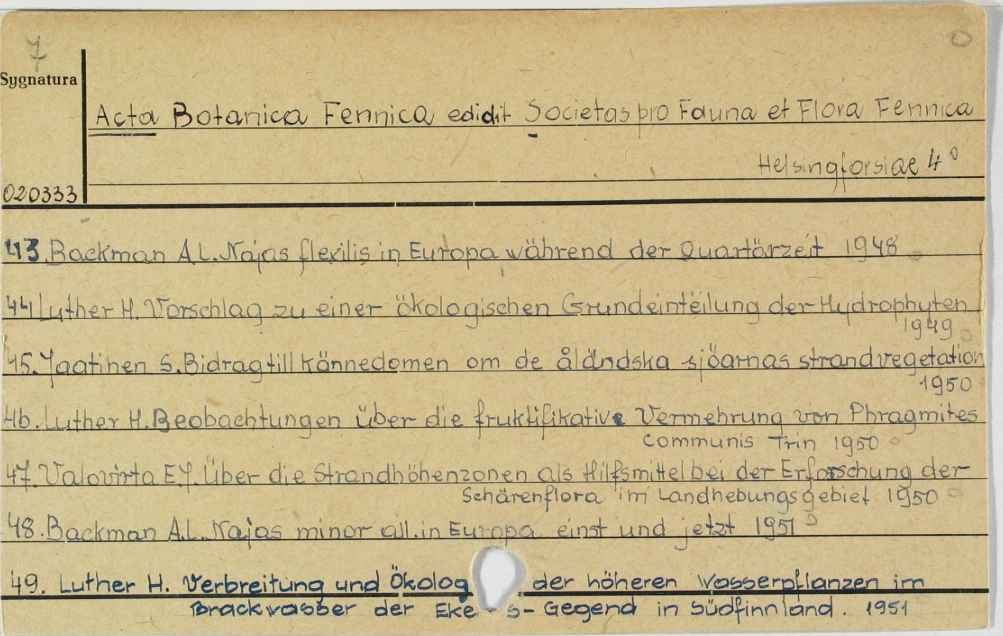 7
Sygnatura
Acta Botanica Fennica edidit Societas pro Fauna et Flora Fennica
Helsingforsiae 4°
020333
43. Backman A.L. Najas flexilis in Europa während der Quartärzeit 1948
44 Luther H. Vorschlag zu einer ökologischen Grundeinteilung der Hydrophyten
1949
45. Jaatinen S. Bidrag till kännedomen om de åländska sjöarnas strandvegetation
1950
46. Luther H. Beobachtungen über die fruktifikative Vermehrung von Phragmites
communis Trin 1950
47. Valovirta E.J. Über die Strandhöhenzonen als Hilfsmittel bei der Erforschung der
Schärenflora im Landhebungsgebiet 1950
48. Backman A.L. Najas minor all. in Europa einst und jetzt 1951
49. Luther H. Verbreitung und Ökolog der höheren Wasserpflanzen im
Brackwasser der Eke s-Gegend in Südfinnland. 1951